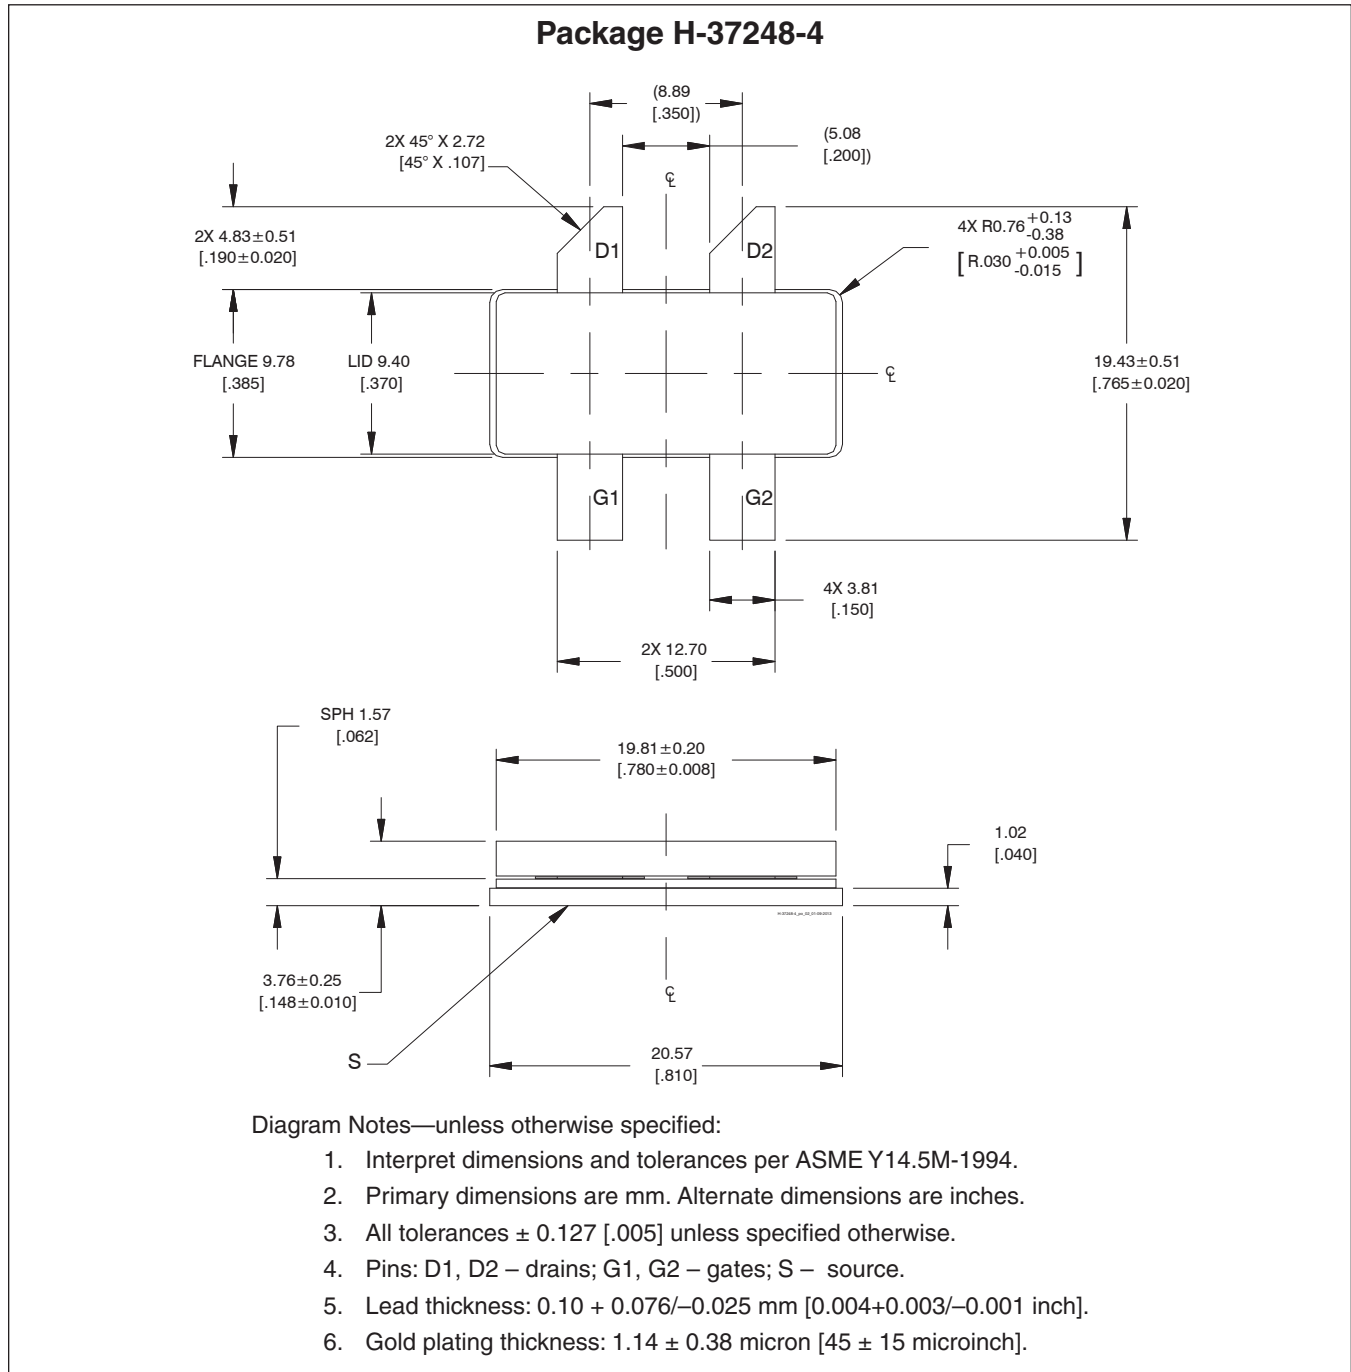 Package H-37248-4
(8.89
[.350])
(5.08
[.200])
2X 45° X 2.72
[45° X .107]
℄
2X 4.83±0.51
[.190±0.020]
D1
D2
4X R0.76 +0.13
-0.38
[ R.030 +0.005
-0.015 ]
FLANGE 9.78
[.385]
LID 9.40
[.370]
℄
19.43±0.51
[.765±0.020]
G1
G2
4X 3.81
[.150]
2X 12.70
[.500]
SPH 1.57
[.062]
19.81±0.20
[.780±0.008]
1.02
[.040]
3.76±0.25
[.148±0.010]
℄
S
20.57
[.810]
Diagram Notes—unless otherwise specified:
1. Interpret dimensions and tolerances per ASME Y14.5M-1994.
2. Primary dimensions are mm. Alternate dimensions are inches.
3. All tolerances ± 0.127 [.005] unless specified otherwise.
4. Pins: D1, D2 – drains; G1, G2 – gates; S – source.
5. Lead thickness: 0.10 + 0.076/–0.025 mm [0.004+0.003/–0.001 inch].
6. Gold plating thickness: 1.14 ± 0.38 micron [45 ± 15 microinch].